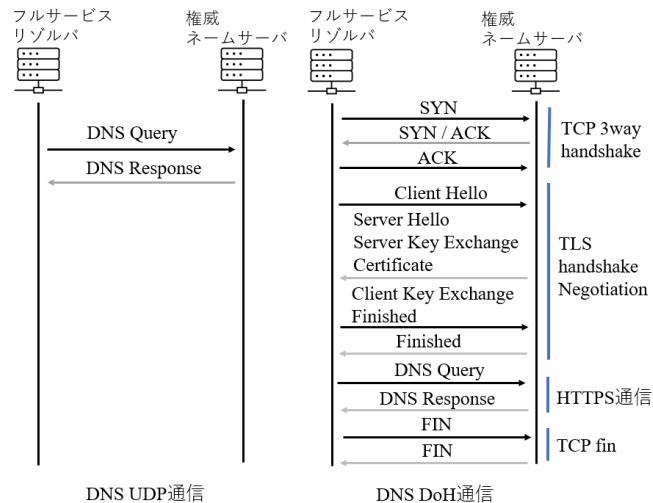 フルサービス
リゾルバ
権威
ネームサーバ
DNS Query
DNS Response
DNS UDP通信
フルサービス
リゾルバ
権威
ネームサーバ
SYN
SYN / ACK
ACK
TCP 3way
handshake
Client Hello
Server Hello
Server Key Exchange
Certificate
Client Key Exchange
Finished
Finished
TLS
handshake
Negotiation
DNS Query
DNS Response
HTTPS通信
FIN
FIN
TCP fin
DNS DoH通信